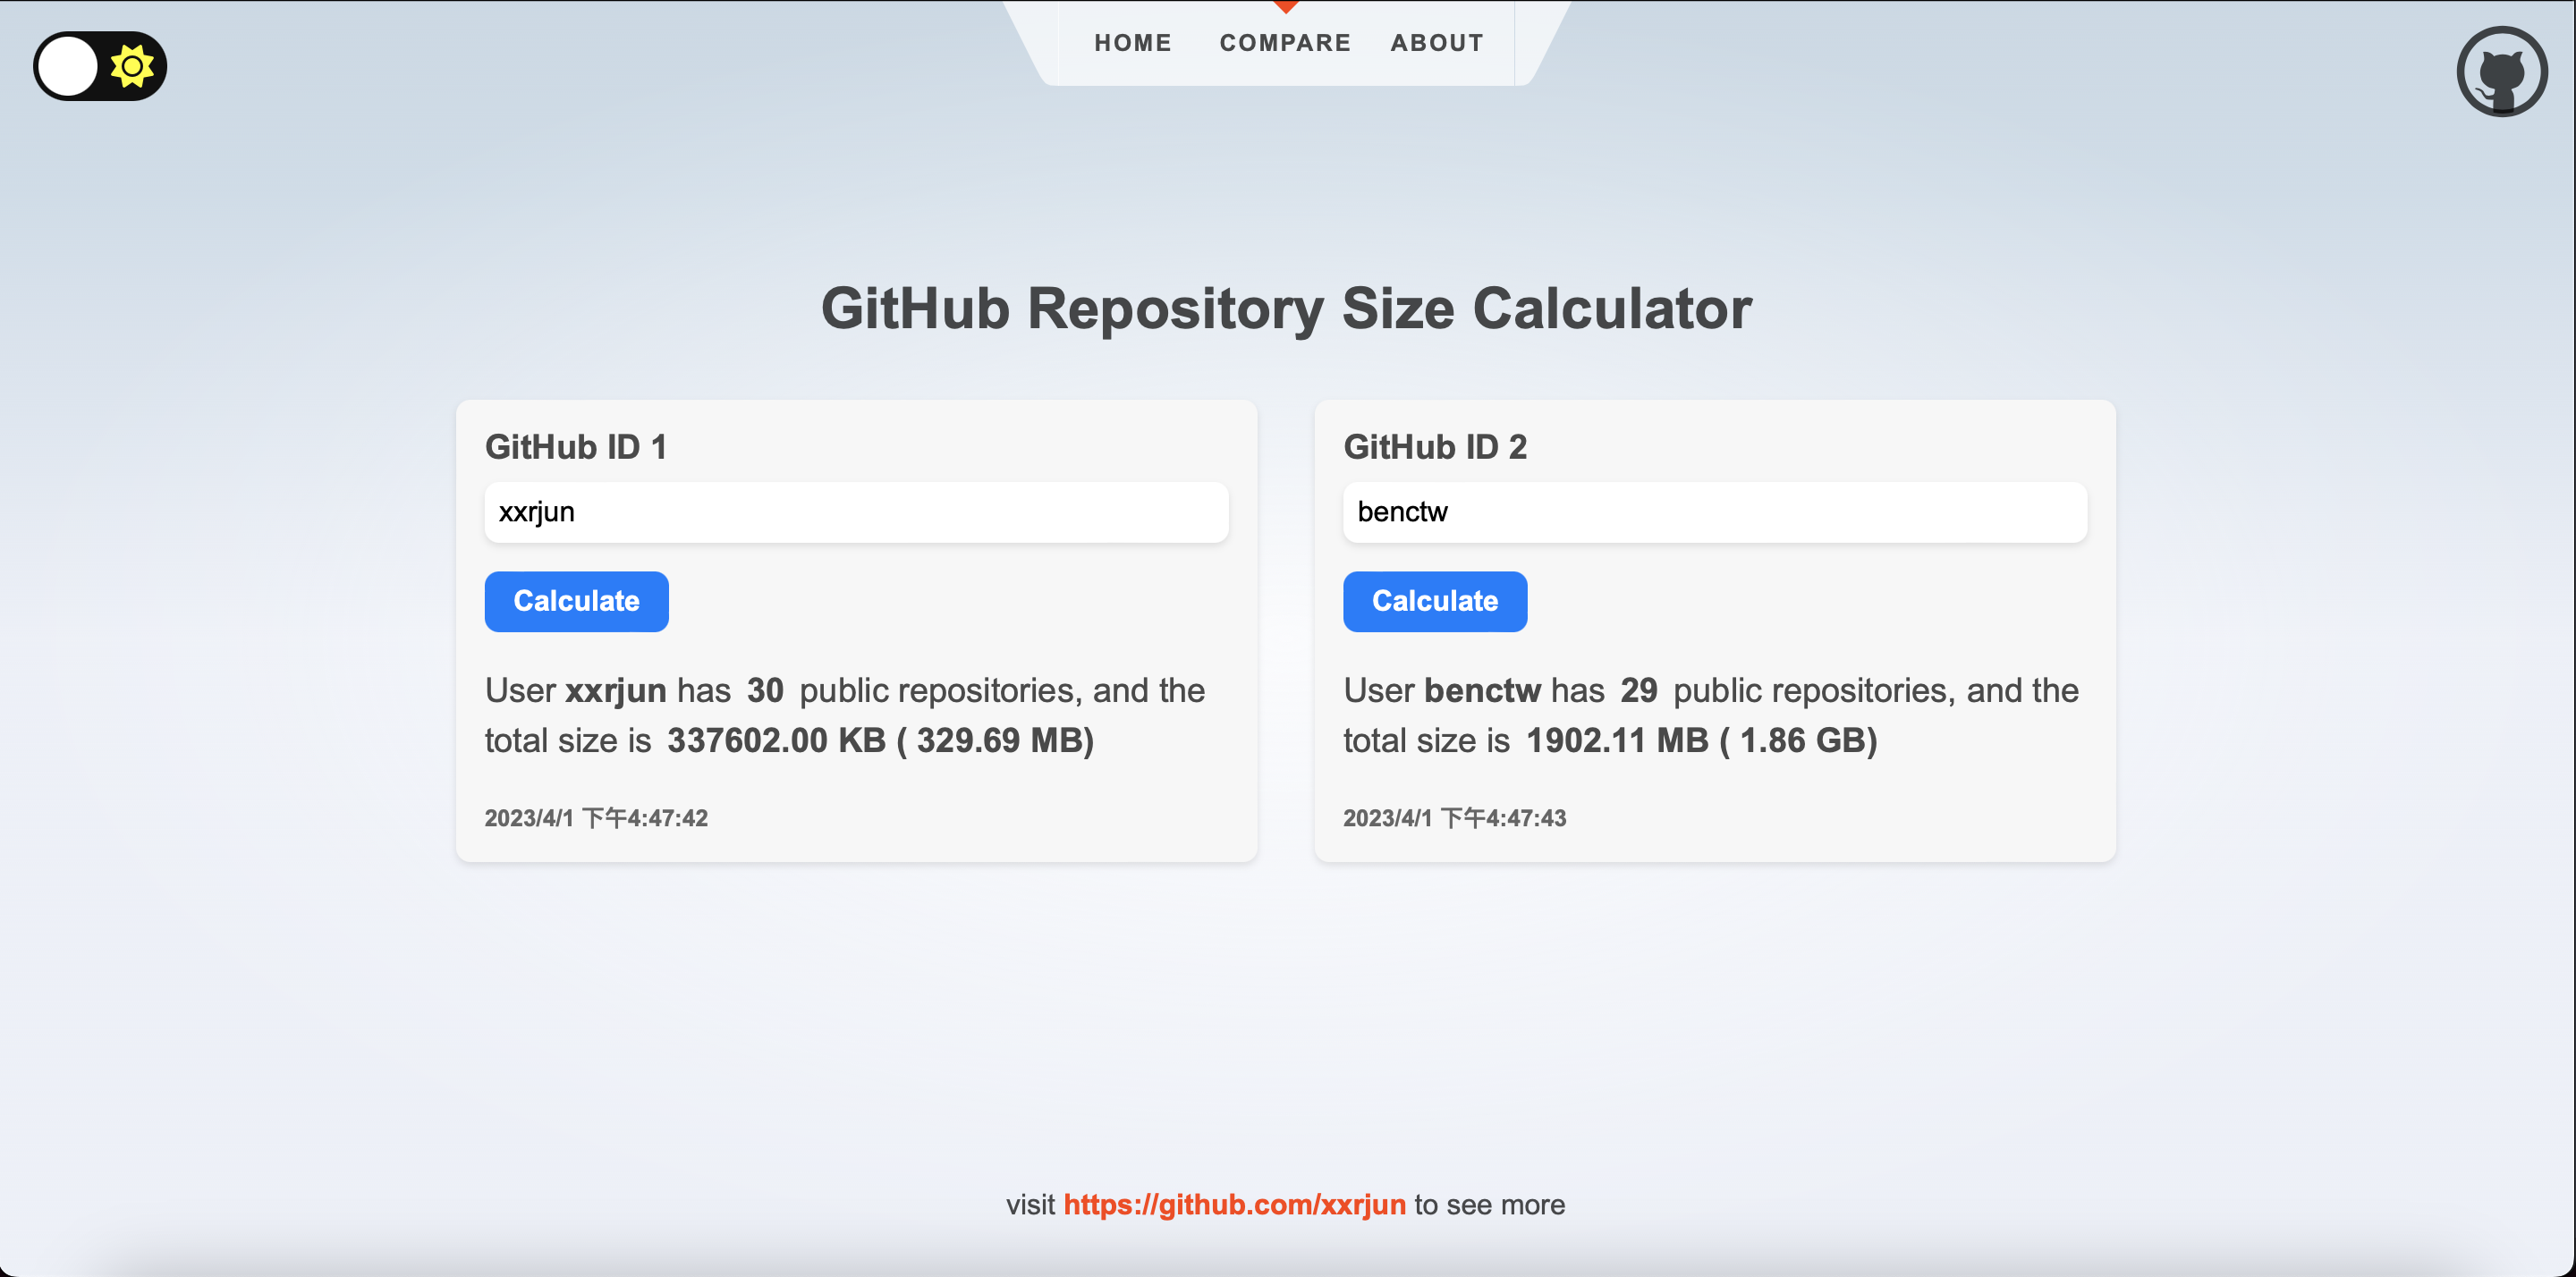 HOME COMPARE ABOUT
GitHub Repository Size Calculator
GitHub ID 1
xxrjun
Calculate
User xxrjun has 30 public repositories, and the
total size is 337602.00 KB ( 329.69 MB)
2023/4/1 下午4:47:42
GitHub ID 2
benctw
Calculate
User benctw has 29 public repositories, and the
total size is 1902.11 MB ( 1.86 GB)
2023/4/1 下午4:47:43
visit https://github.com/xxrjun to see more